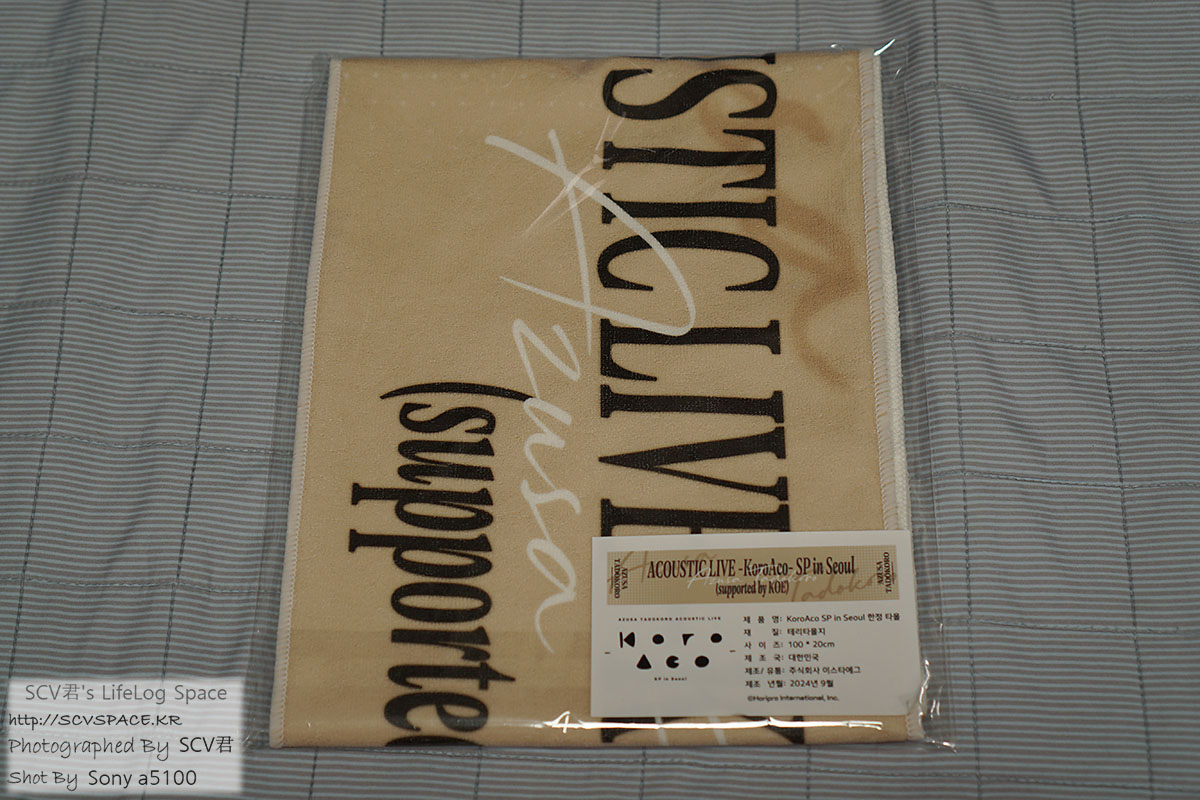 STIC LIVE
Azusa
(supporte
AZUSA
TADOKORO
ACOUSTIC LIVE -KoroAco- SP in Seoul
(supported by KOE)
Tadoko
AZUSA
TADOKORO
AZUSA TADOKORO ACOUSTIC LIVE
Koro
Aco
SP in Seoul
제 품 명: KoroAco SP in Seoul 한정 타올
재 질: 테리타올지
사 이 즈: 100 * 20cm
제 조 국: 대한민국
제조/ 유통: 주식회사 이스타에그
제조 년월: 2024년 9월
©Horipro International, Inc.
SCV君's LifeLog Space
http://SCVSPACE.KR
Photographed By SCV君
Shot By Sony a5100